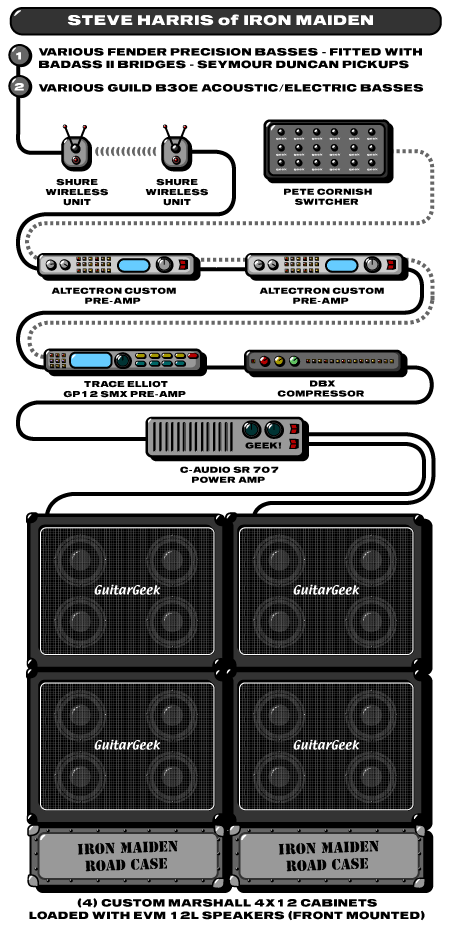 STEVE HARRIS of IRON MAIDEN
1 VARIOUS FENDER PRECISION BASSES - FITTED WITH
BADASS II BRIDGES - SEYMOUR DUNCAN PICKUPS
2 VARIOUS GUILD B30E ACOUSTIC/ELECTRIC BASSES
SHURE
WIRELESS
UNIT
SHURE
WIRELESS
UNIT
PETE CORNISH
SWITCHER
ALTECTRON CUSTOM
PRE-AMP
ALTECTRON CUSTOM
PRE-AMP
TRACE ELLIOT
GP12 SMX PRE-AMP
DBX
COMPRESSOR
GEEK!
C-AUDIO SR 707
POWER AMP
GuitarGeek
GuitarGeek
GuitarGeek
GuitarGeek
IRON MAIDEN
ROAD CASE
IRON MAIDEN
ROAD CASE
(4) CUSTOM MARSHALL 4X12 CABINETS
LOADED WITH EVM 12L SPEAKERS (FRONT MOUNTED)